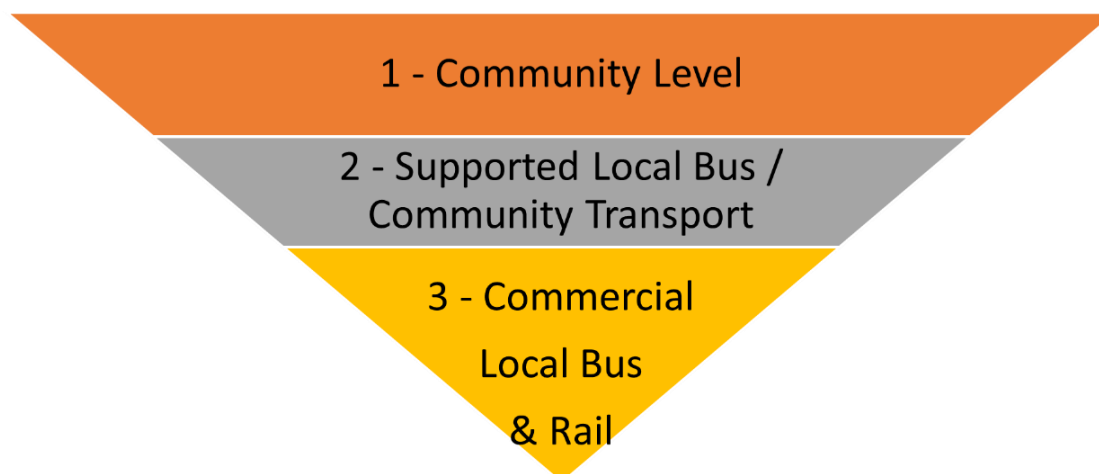 1 - Community Level
2 - Supported Local Bus /
Community Transport
3 - Commercial
Local Bus
& Rail